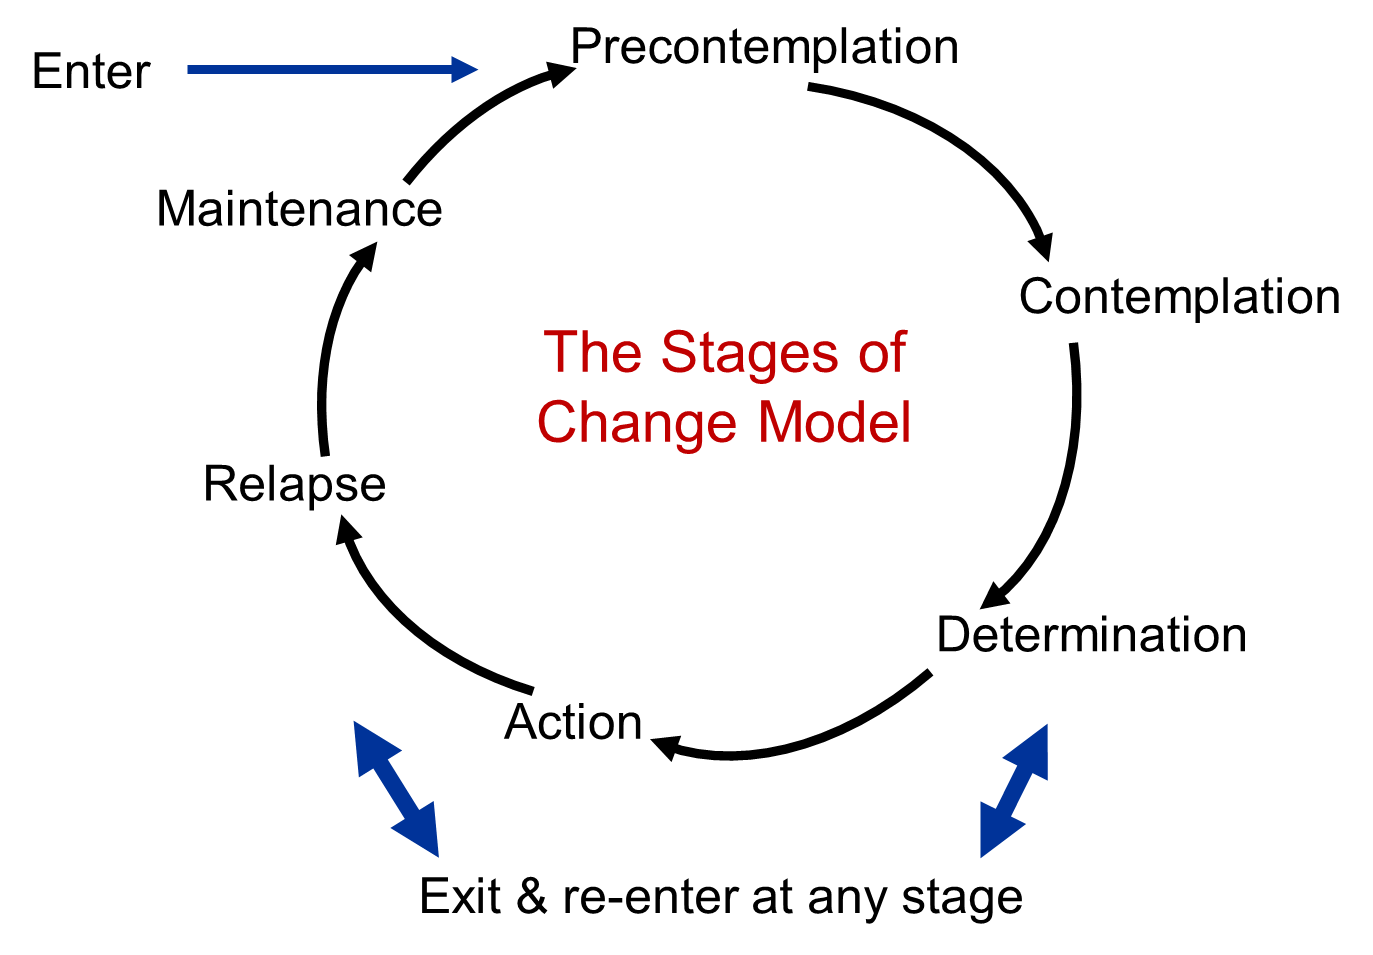 Precontemplation
Enter
Maintenance
Contemplation
The Stages of
Change Model
Relapse
Determination
Action
Exit & re-enter at any stage